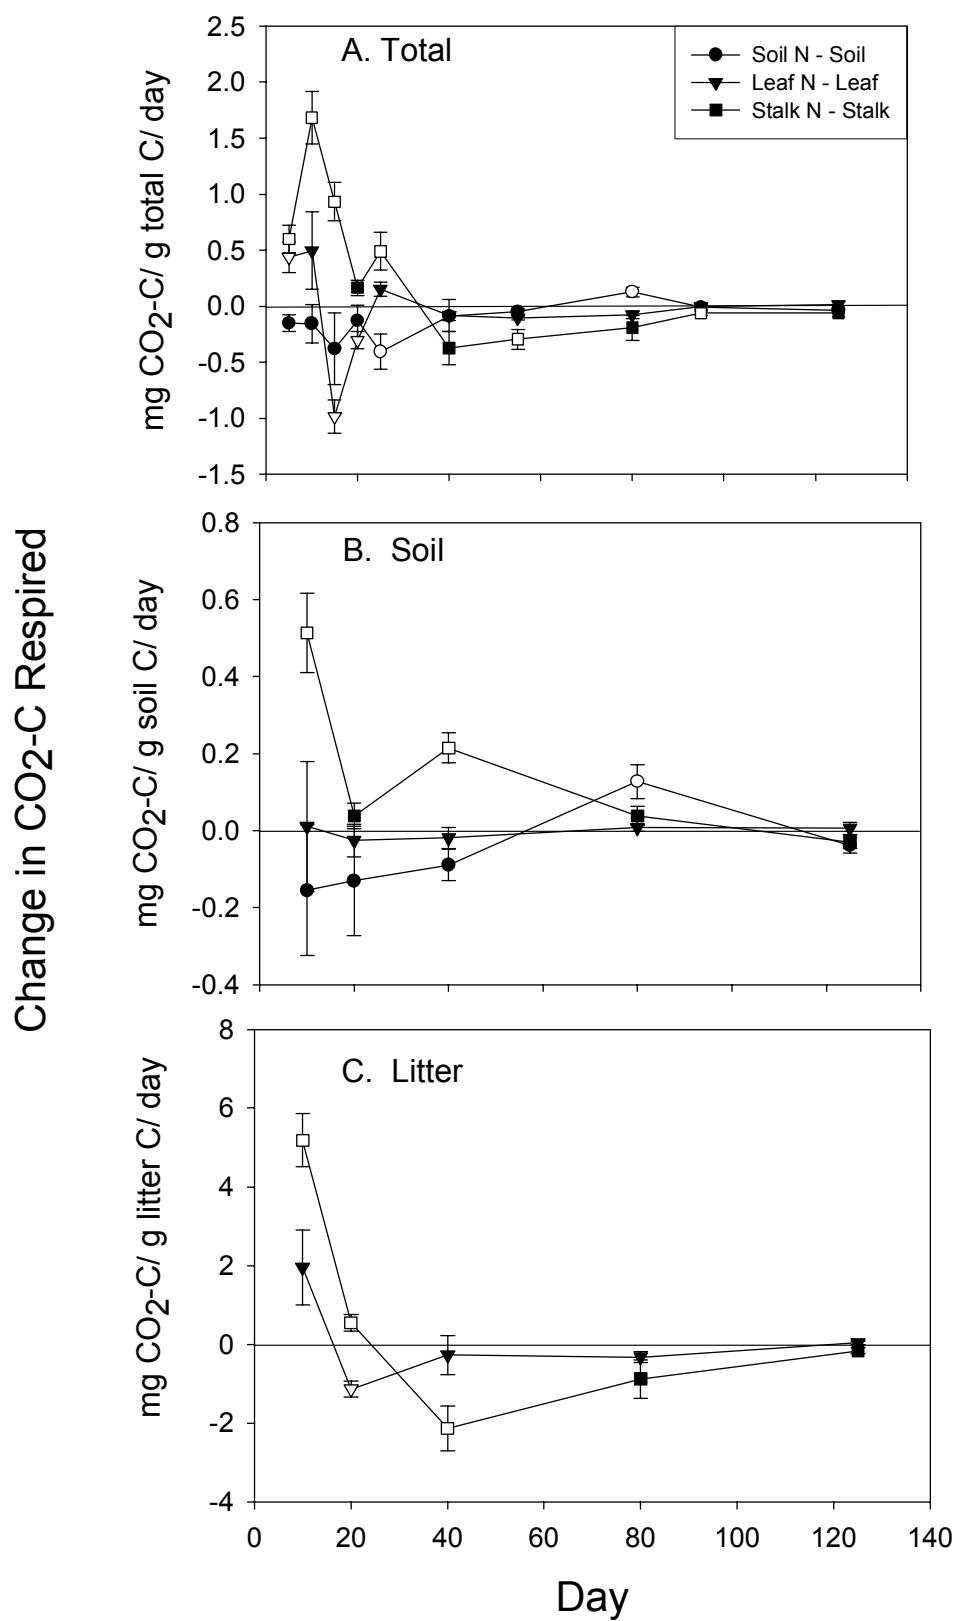 Change in CO2-C Respired
mg CO2-C/ g total C/ day
2.5
2.0
1.5
1.0
0.5
0.0
-0.5
-1.0
-1.5
A. Total
Soil N - Soil
Leaf N - Leaf
Stalk N - Stalk
mg CO2-C/ g soil C/ day
0.8
0.6
0.4
0.2
0.0
-0.2
-0.4
B. Soil
mg CO2-C/ g litter C/ day
8
6
4
2
0
-2
-4
C. Litter
0 20 40 60 80 100 120 140
Day